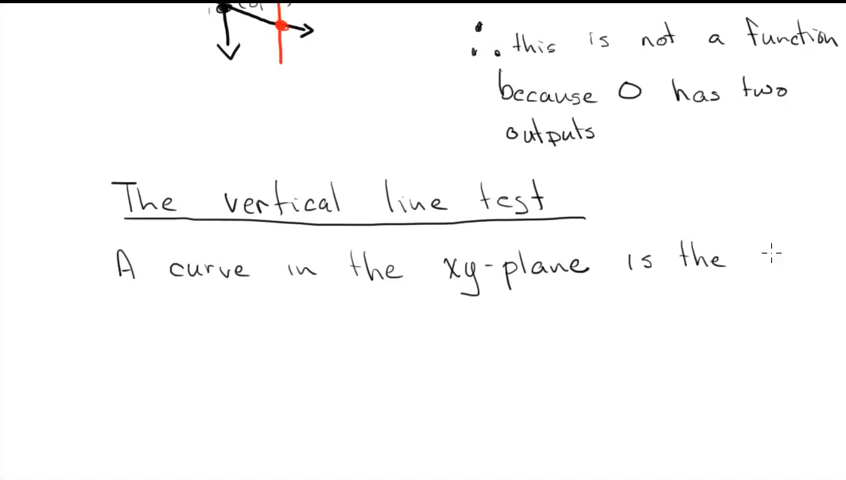 ∴ this is not a function
because 0 has two
outputs
The vertical line test
A curve in the xy-plane is the